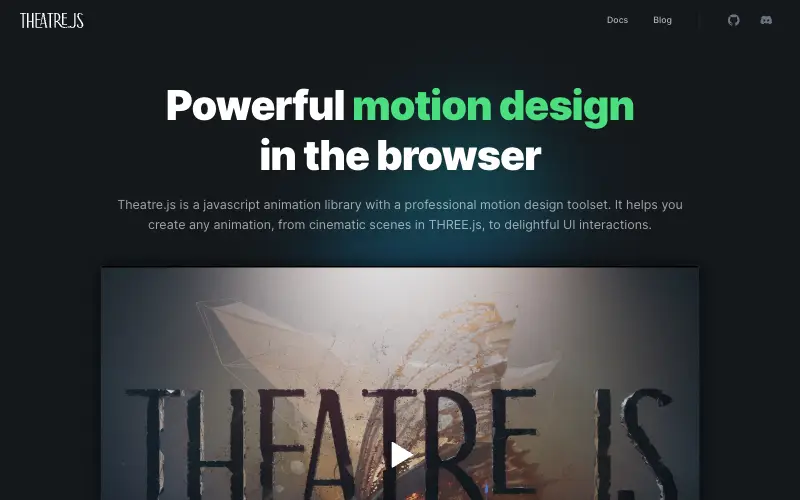 THEATRE.JS
Docs
Blog
Powerful motion design
in the browser
Theatre.js is a javascript animation library with a professional motion design toolset. It helps you
create any animation, from cinematic scenes in THREE.js, to delightful UI interactions.
THEATRE.JS